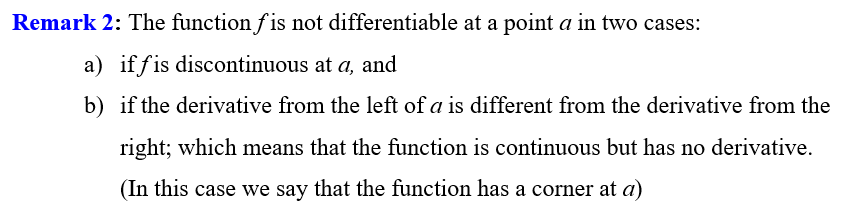 Remark 2: The function f is not differentiable at a point a in two cases:
a) if f is discontinuous at a, and
b) if the derivative from the left of a is different from the derivative from the
right; which means that the function is continuous but has no derivative.
(In this case we say that the function has a corner at a)